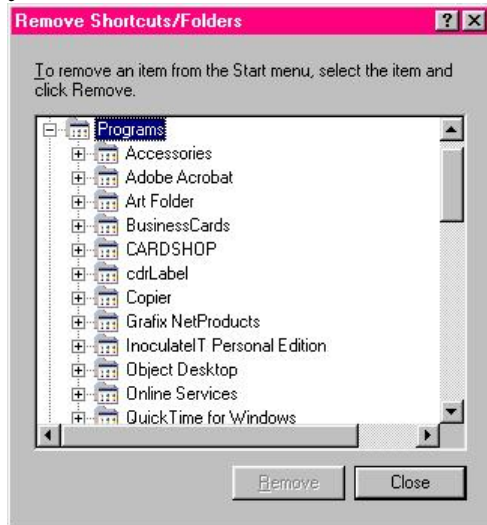 Remove Shortcuts/Folders
To remove an item from the Start menu, select the item and
click Remove.
Programs
Accessories
Adobe Acrobat
Art Folder
BusinessCards
CARDSHOP
cdrLabel
Copier
Grafix NetProducts
InoculateIT Personal Edition
Object Desktop
Online Services
QuickTime for Windows
Remove Close